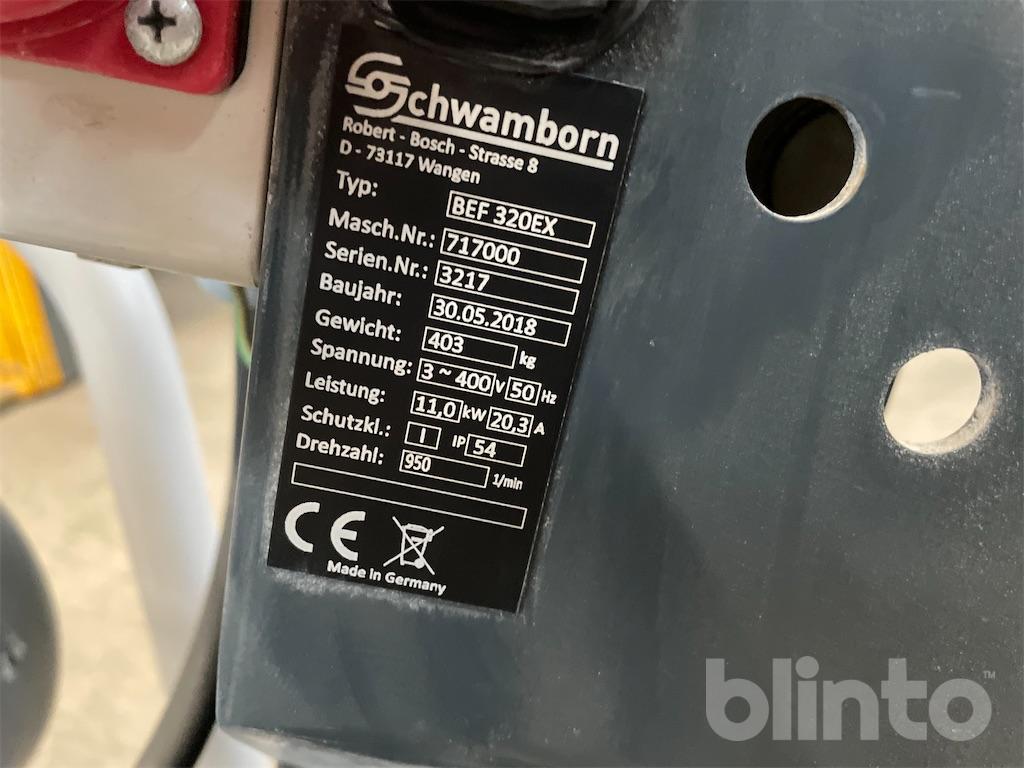 Schwamborn
Robert - Bosch - Strasse 8
D - 73117 Wangen
Typ: BEF 320EX
Masch.Nr.: 717000
Serien.Nr.: 3217
Baujahr: 30.05.2018
Gewicht: 403 kg
Spannung: 3 ~ 400 V 50 Hz
Leistung: 11,0 kW 20.3 A
Schutzkl.: I IP 54
Drehzahl: 950 1/min
CE
Made in Germany
blinto™